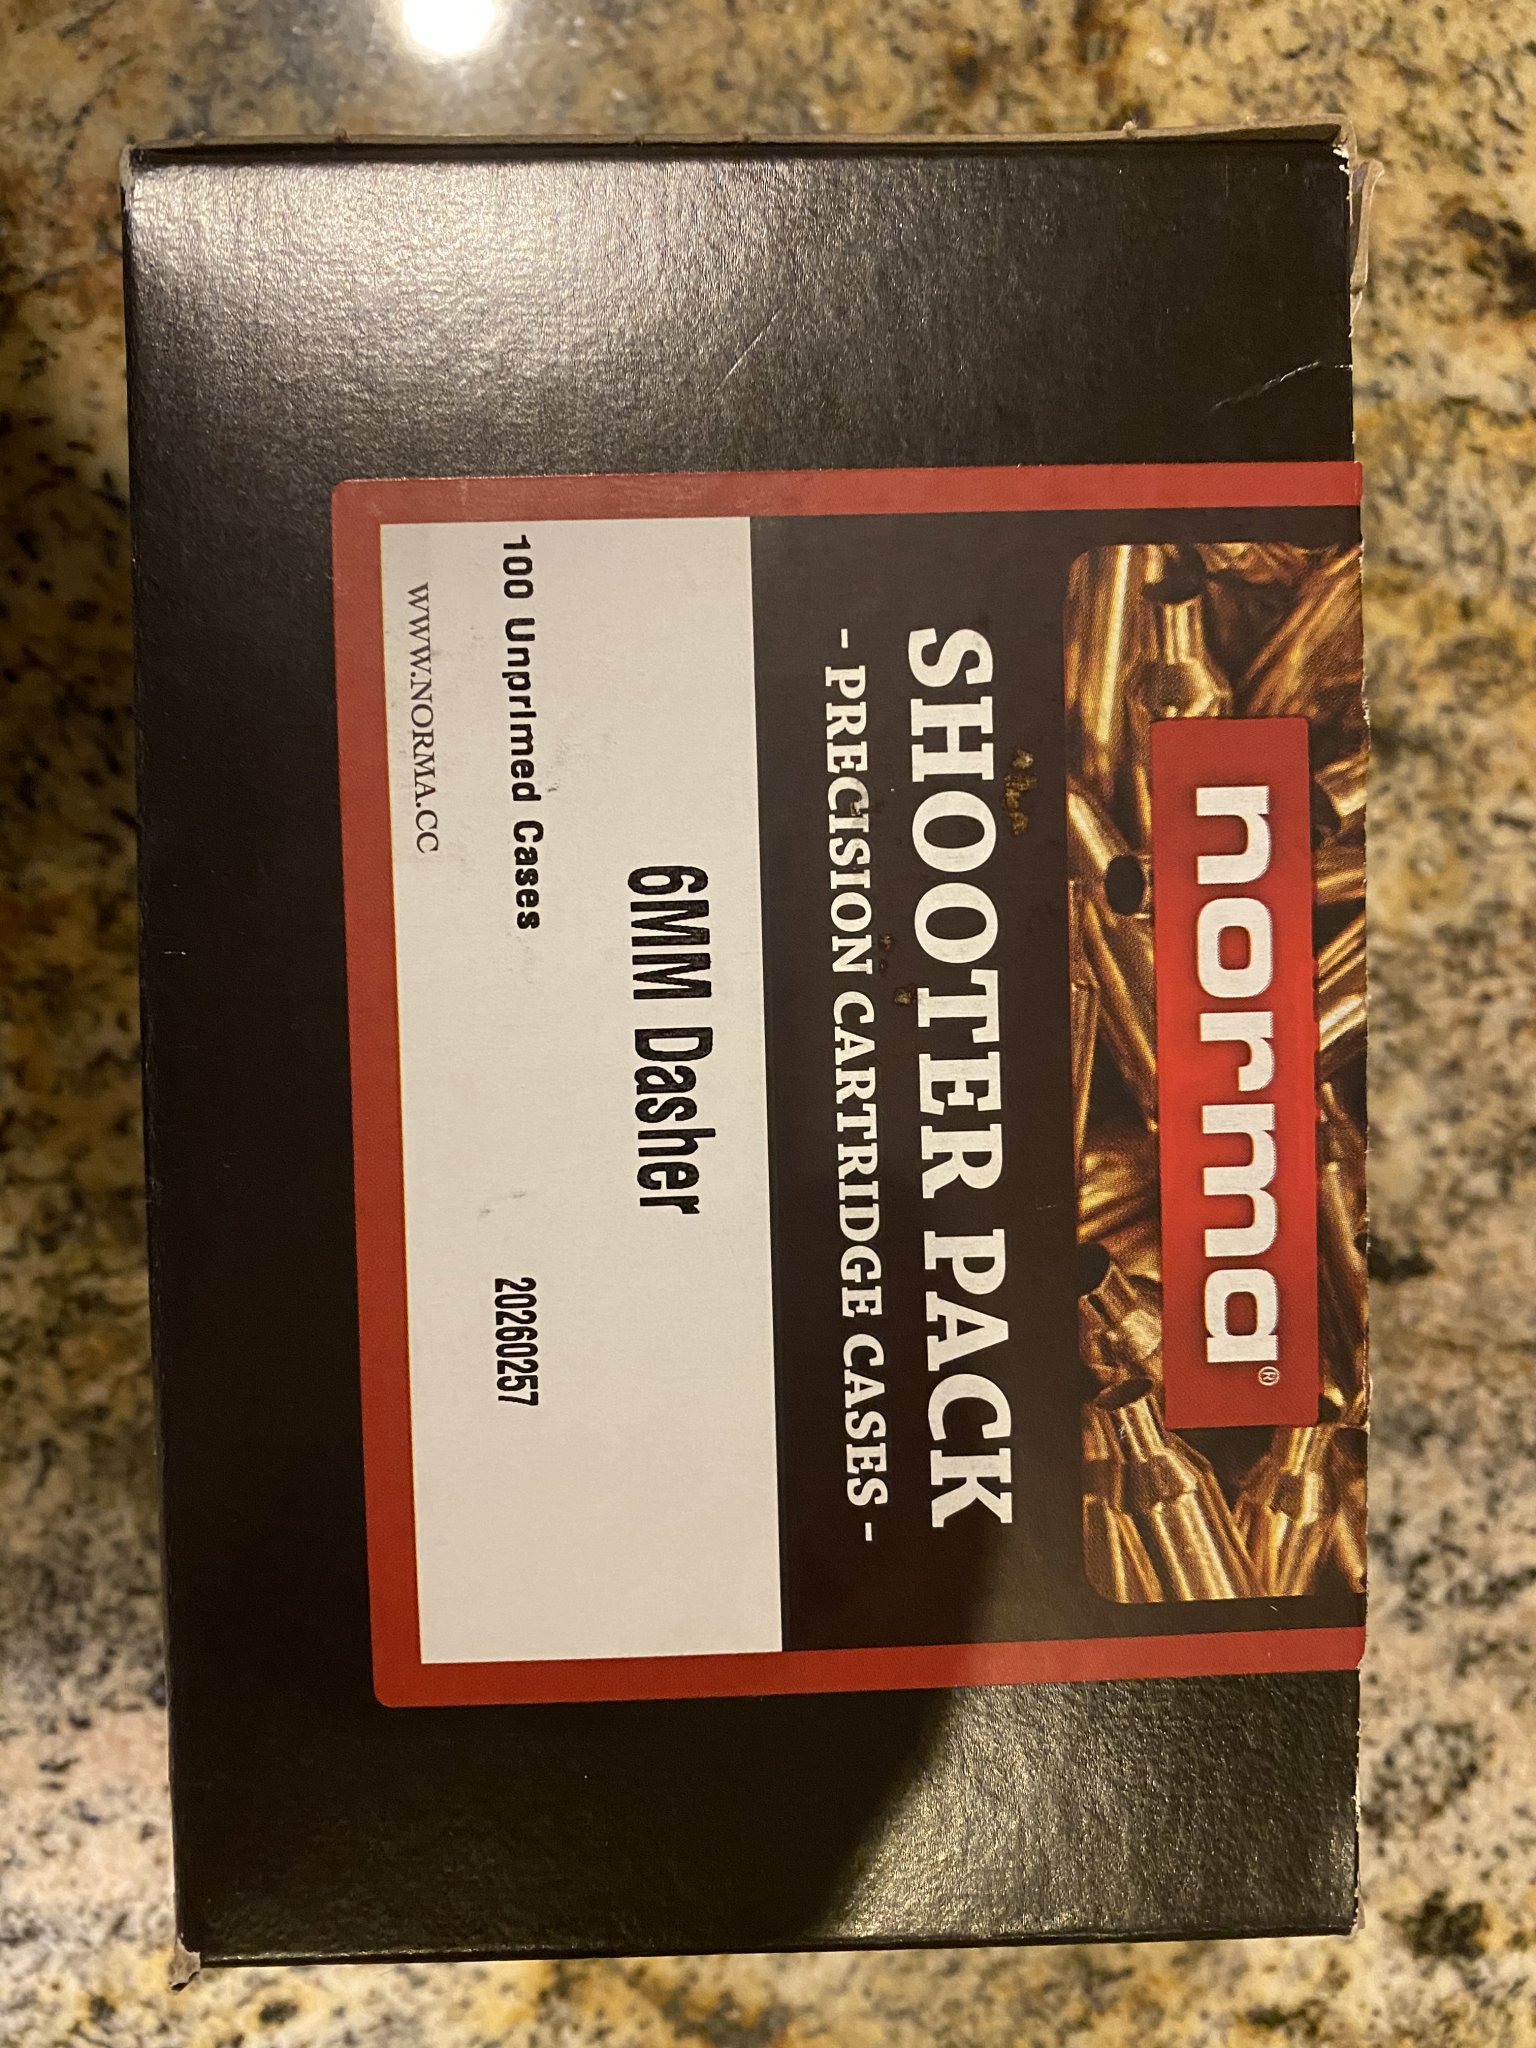 norma®
SHOOTER PACK
- PRECISION CARTRIDGE CASES -
6MM Dasher
100 Unprimed Cases 20260257
WWW.NORMA.CC